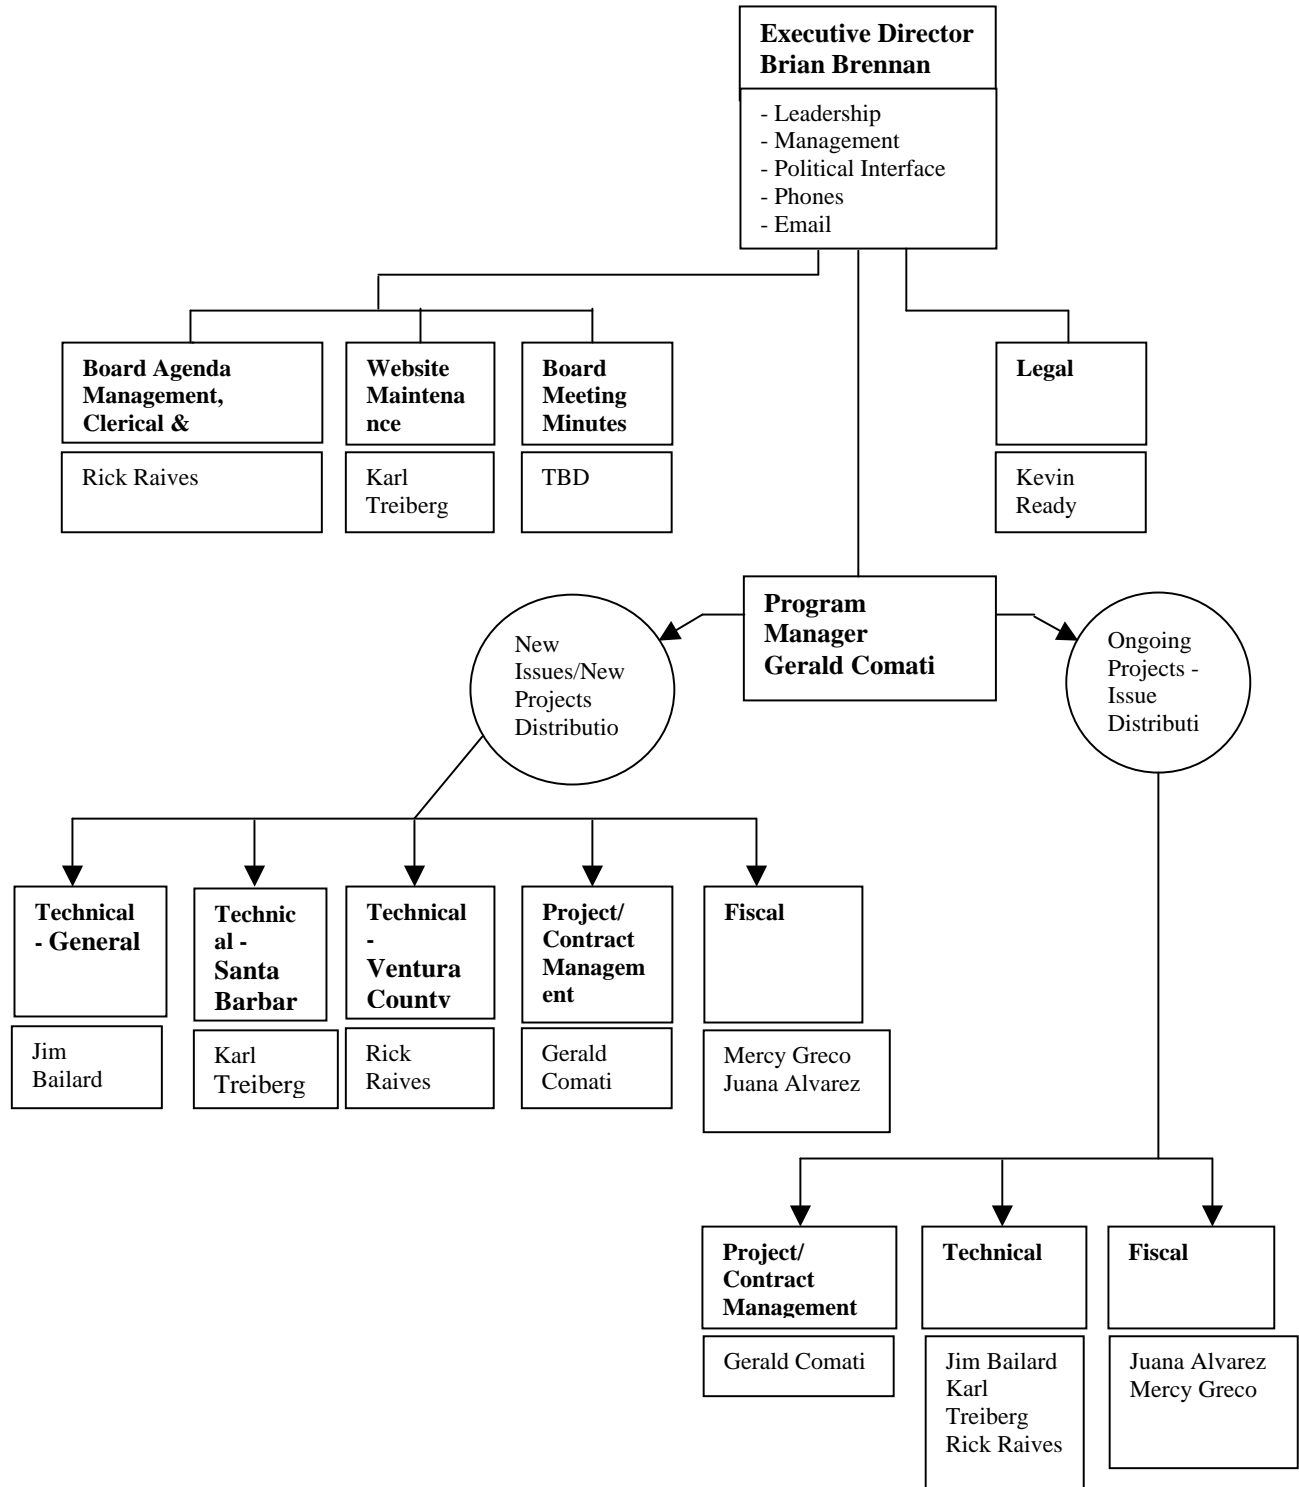 Executive Director
Brian Brennan
- Leadership
- Management
- Political Interface
- Phones
- Email
Board Agenda
Management,
Clerical &
Rick Raives
Website
Maintena
nce
Karl
Treiberg
Board
Meeting
Minutes
TBD
Legal
Kevin
Ready
Program
Manager
Gerald Comati
New
Issues/New
Projects
Distributio
Ongoing
Projects -
Issue
Distributi
Technical
- General
Jim
Bailard
Technic
al -
Santa
Barbar
Karl
Treiberg
Technical
-
Ventura
County
Rick
Raives
Project/
Contract
Managem
ent
Gerald
Comati
Fiscal
Mercy Greco
Juana Alvarez
Project/
Contract
Management
Gerald Comati
Technical
Jim Bailard
Karl
Treiberg
Rick Raives
Fiscal
Juana Alvarez
Mercy Greco